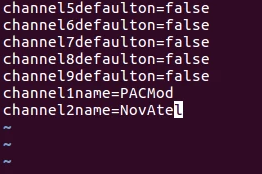 channel5defaulton=false
channel6defaulton=false
channel7defaulton=false
channel8defaulton=false
channel9defaulton=false
channel1name=PACMod
channel2name=NovAtel
~
~
~